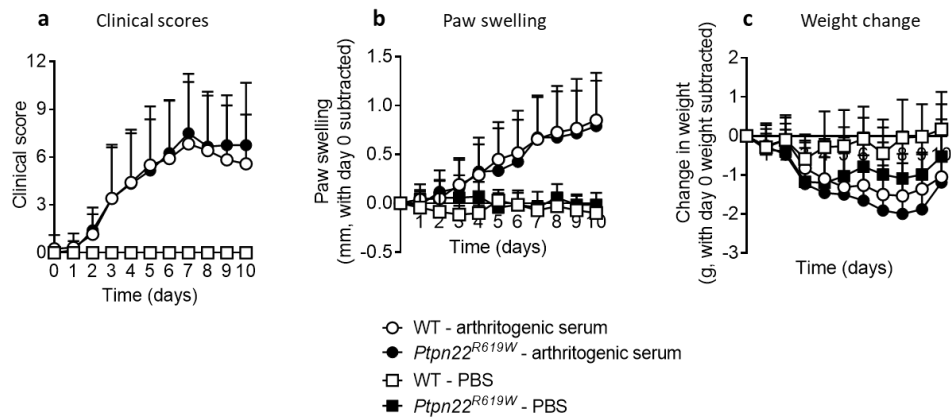 a Clinical scores
12
9
6
3
0
Clinical score
0 1 2 3 4 5 6 7 8 9 10
Time (days)
b Paw swelling
1.5
1.0
0.5
0.0
-0.5
Paw swelling
(mm, with day 0 subtracted)
1 2 3 4 5 6 7 8 9 10
Time (days)
c Weight change
2
1
0
-1
-2
-3
Change in weight
(g, with day 0 weight subtracted)
8 9 10
Time (days)
WT - arthritogenic serum
Ptpn22R619W - arthritogenic serum
WT - PBS
Ptpn22R619W - PBS